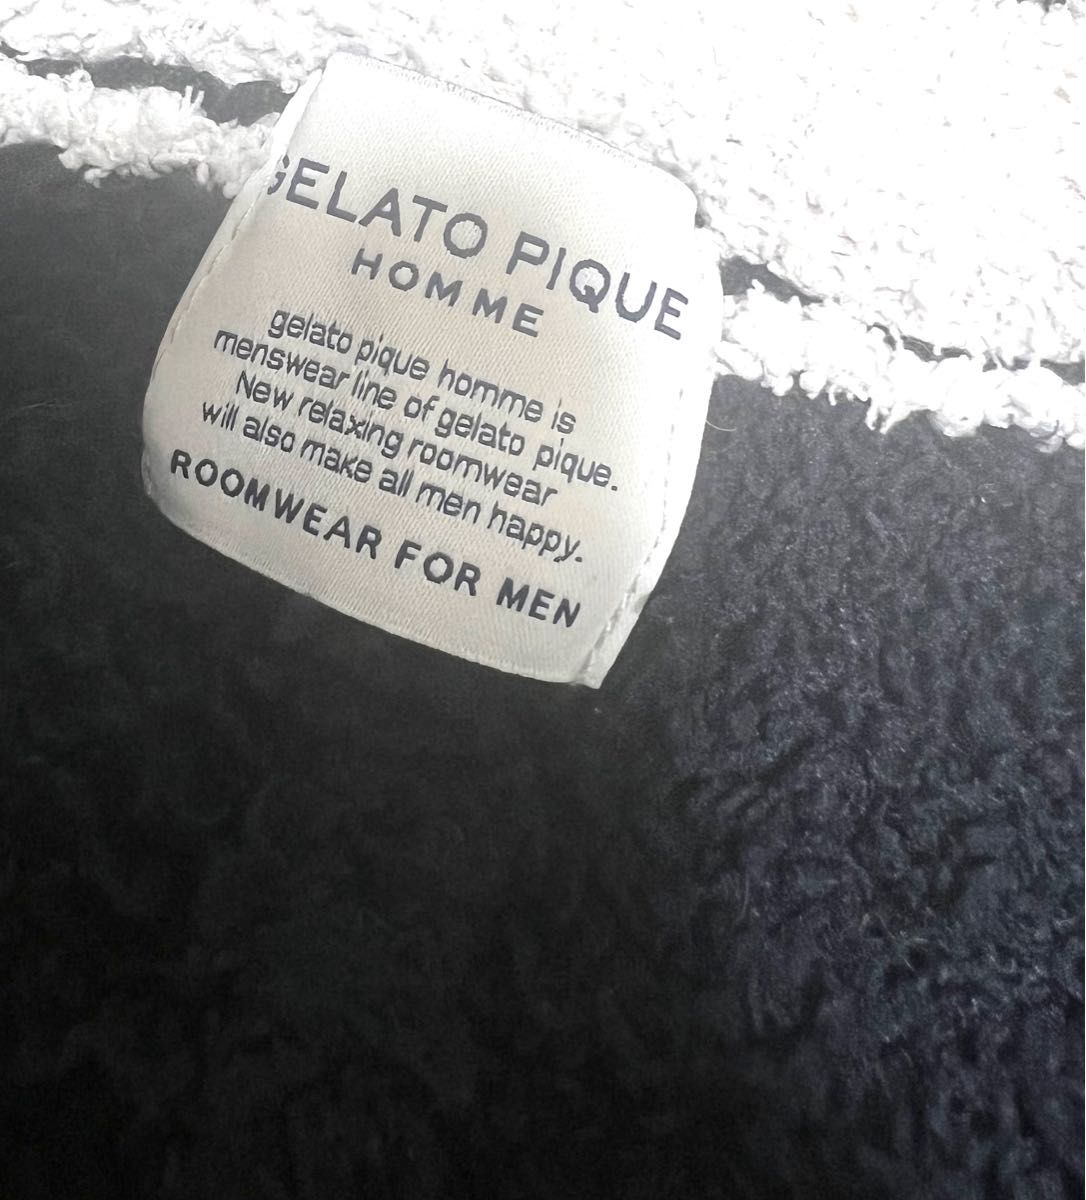 GELATO PIQUE
HOMME
gelato pique homme is
menswear line of gelato pique.
New relaxing roomwear
will also make all men happy.
ROOMWEAR FOR MEN